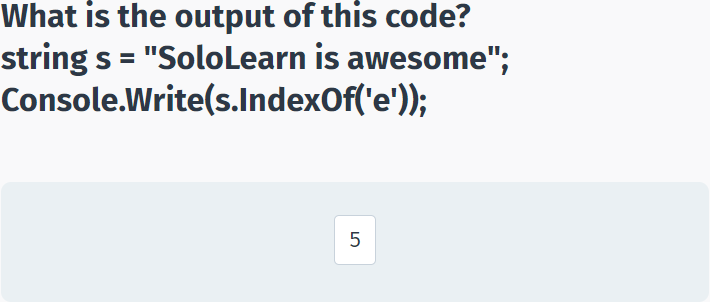 What is the output of this code?
string s = "SoloLearn is awesome";
Console.Write(s.IndexOf('e'));
5